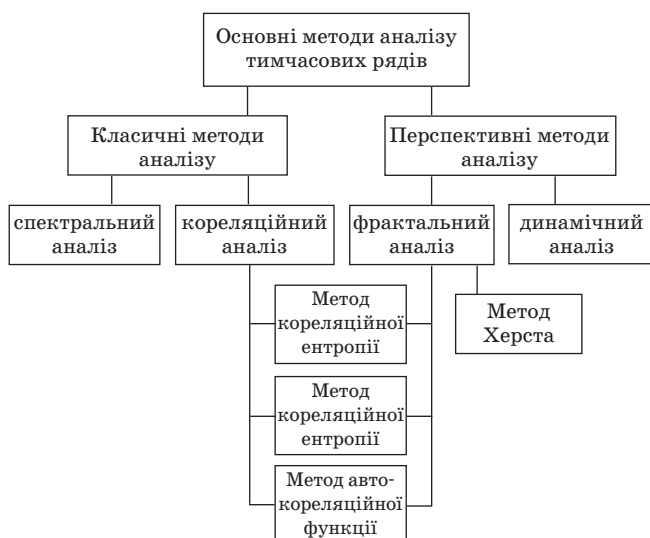 Основні методи аналізу
тимчасових рядів
Класичні методи
аналізу
Перспективні методи
аналізу
спектральний
аналіз
кореляційний
аналіз
фрактальний
аналіз
динамічний
аналіз
Метод
кореляційної
ентропії
Метод
Херста
Метод
кореляційної
ентропії
Метод авто-
кореляційної
функції